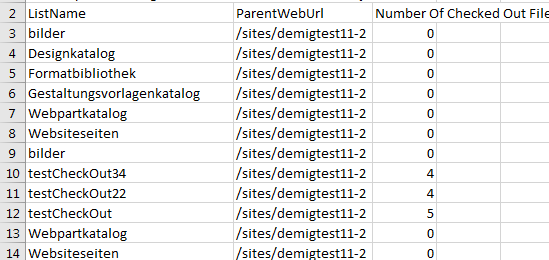 2 ListName ParentWebUrl Number Of Checked Out File
3 bilder /sites/demigtest11-2 0
4 Designkatalog /sites/demigtest11-2 0
5 Formatbibliothek /sites/demigtest11-2 0
6 Gestaltungsvorlagenkatalog /sites/demigtest11-2 0
7 Webpartkatalog /sites/demigtest11-2 0
8 Websiteseiten /sites/demigtest11-2 0
9 bilder /sites/demigtest11-2 0
10 testCheckOut34 /sites/demigtest11-2 4
11 testCheckOut22 /sites/demigtest11-2 4
12 testCheckOut /sites/demigtest11-2 5
13 Webpartkatalog /sites/demigtest11-2 0
14 Websiteseiten /sites/demigtest11-2 0